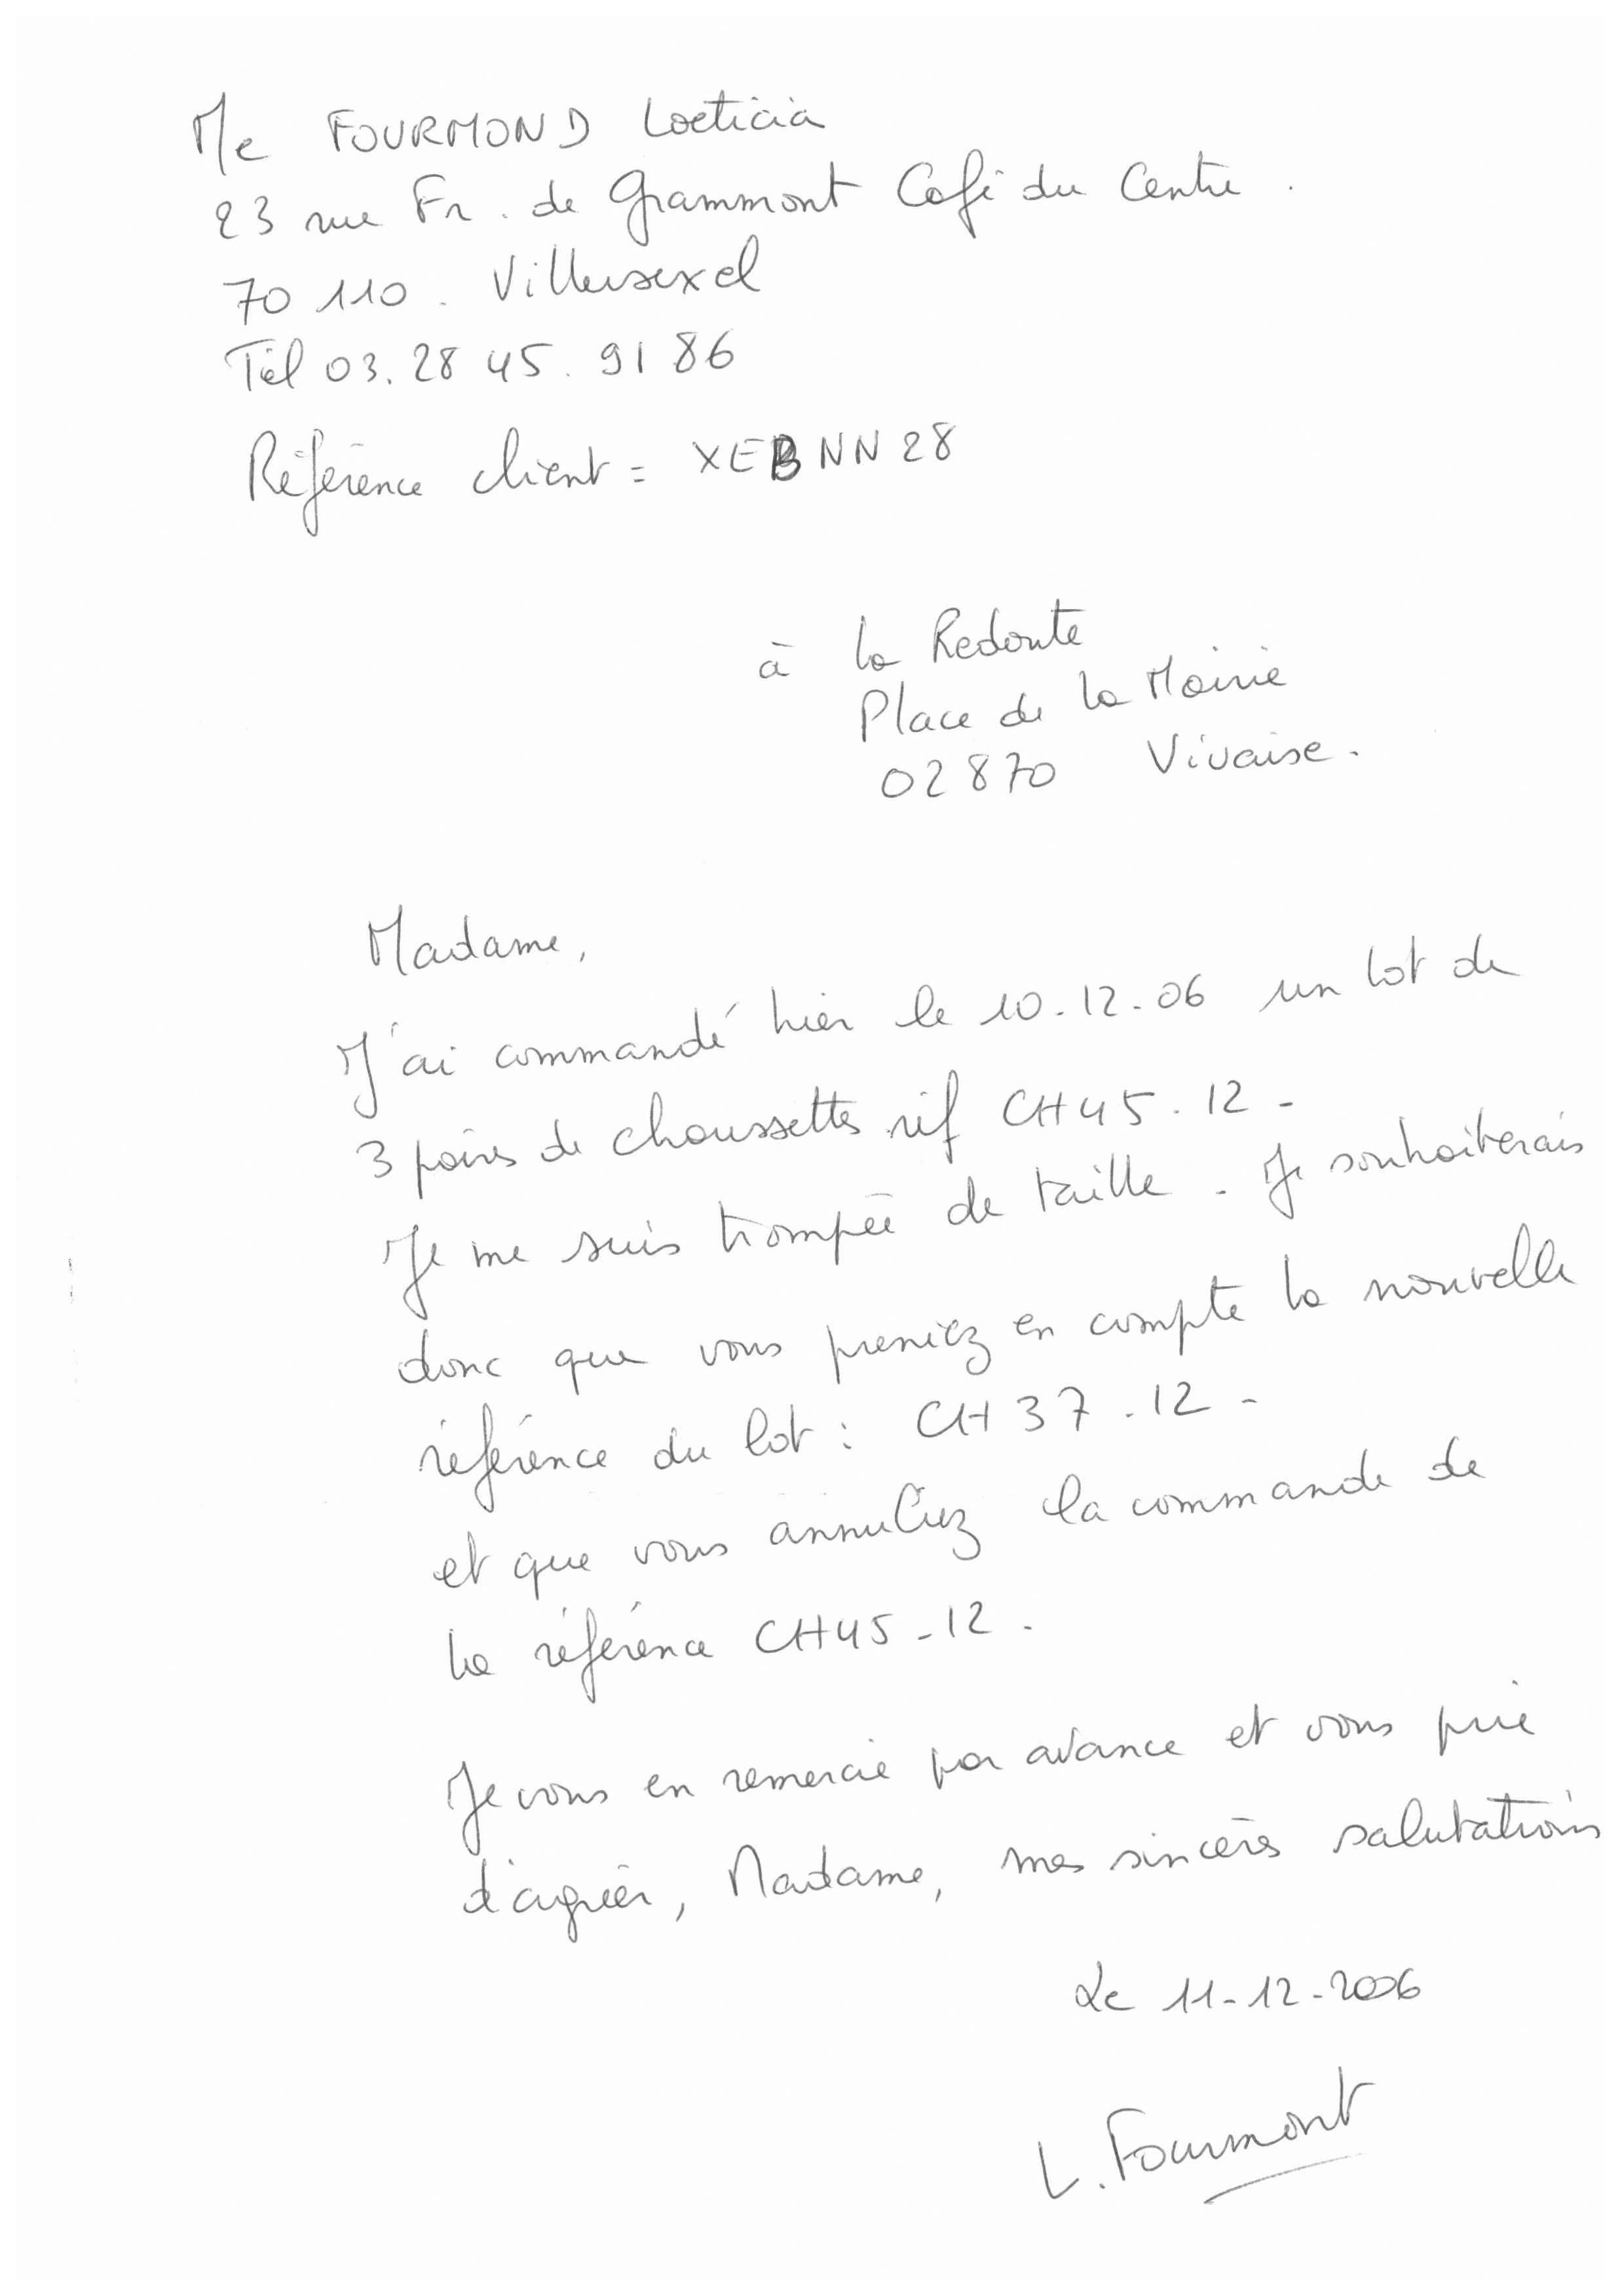 M/e FOURMOND Loeticia
23 rue Fr. de Grammont Café du Centre.
70 110. Villersexel
Tél 03.28 45.91 86
Référence client = XEBNN28
à la Redoute
Place de la Mairie
02870 Vivaise.
Madame,
J'ai commandé hier le 10-12-06 un lot de
3 paires de choussettes réf CH45.12-
Je me suis trompée de taille. Je souhaiterais
donc que vous preniez en compte la nouvelle
référence du lot : CH37.12-
et que vous annuliez la commande de
la référence CH45-12.
Je vous en remercie par avance et vous prie
d'agréer, Madame, mes sincères salutations
Le 11-12-2006
L. Fourmont